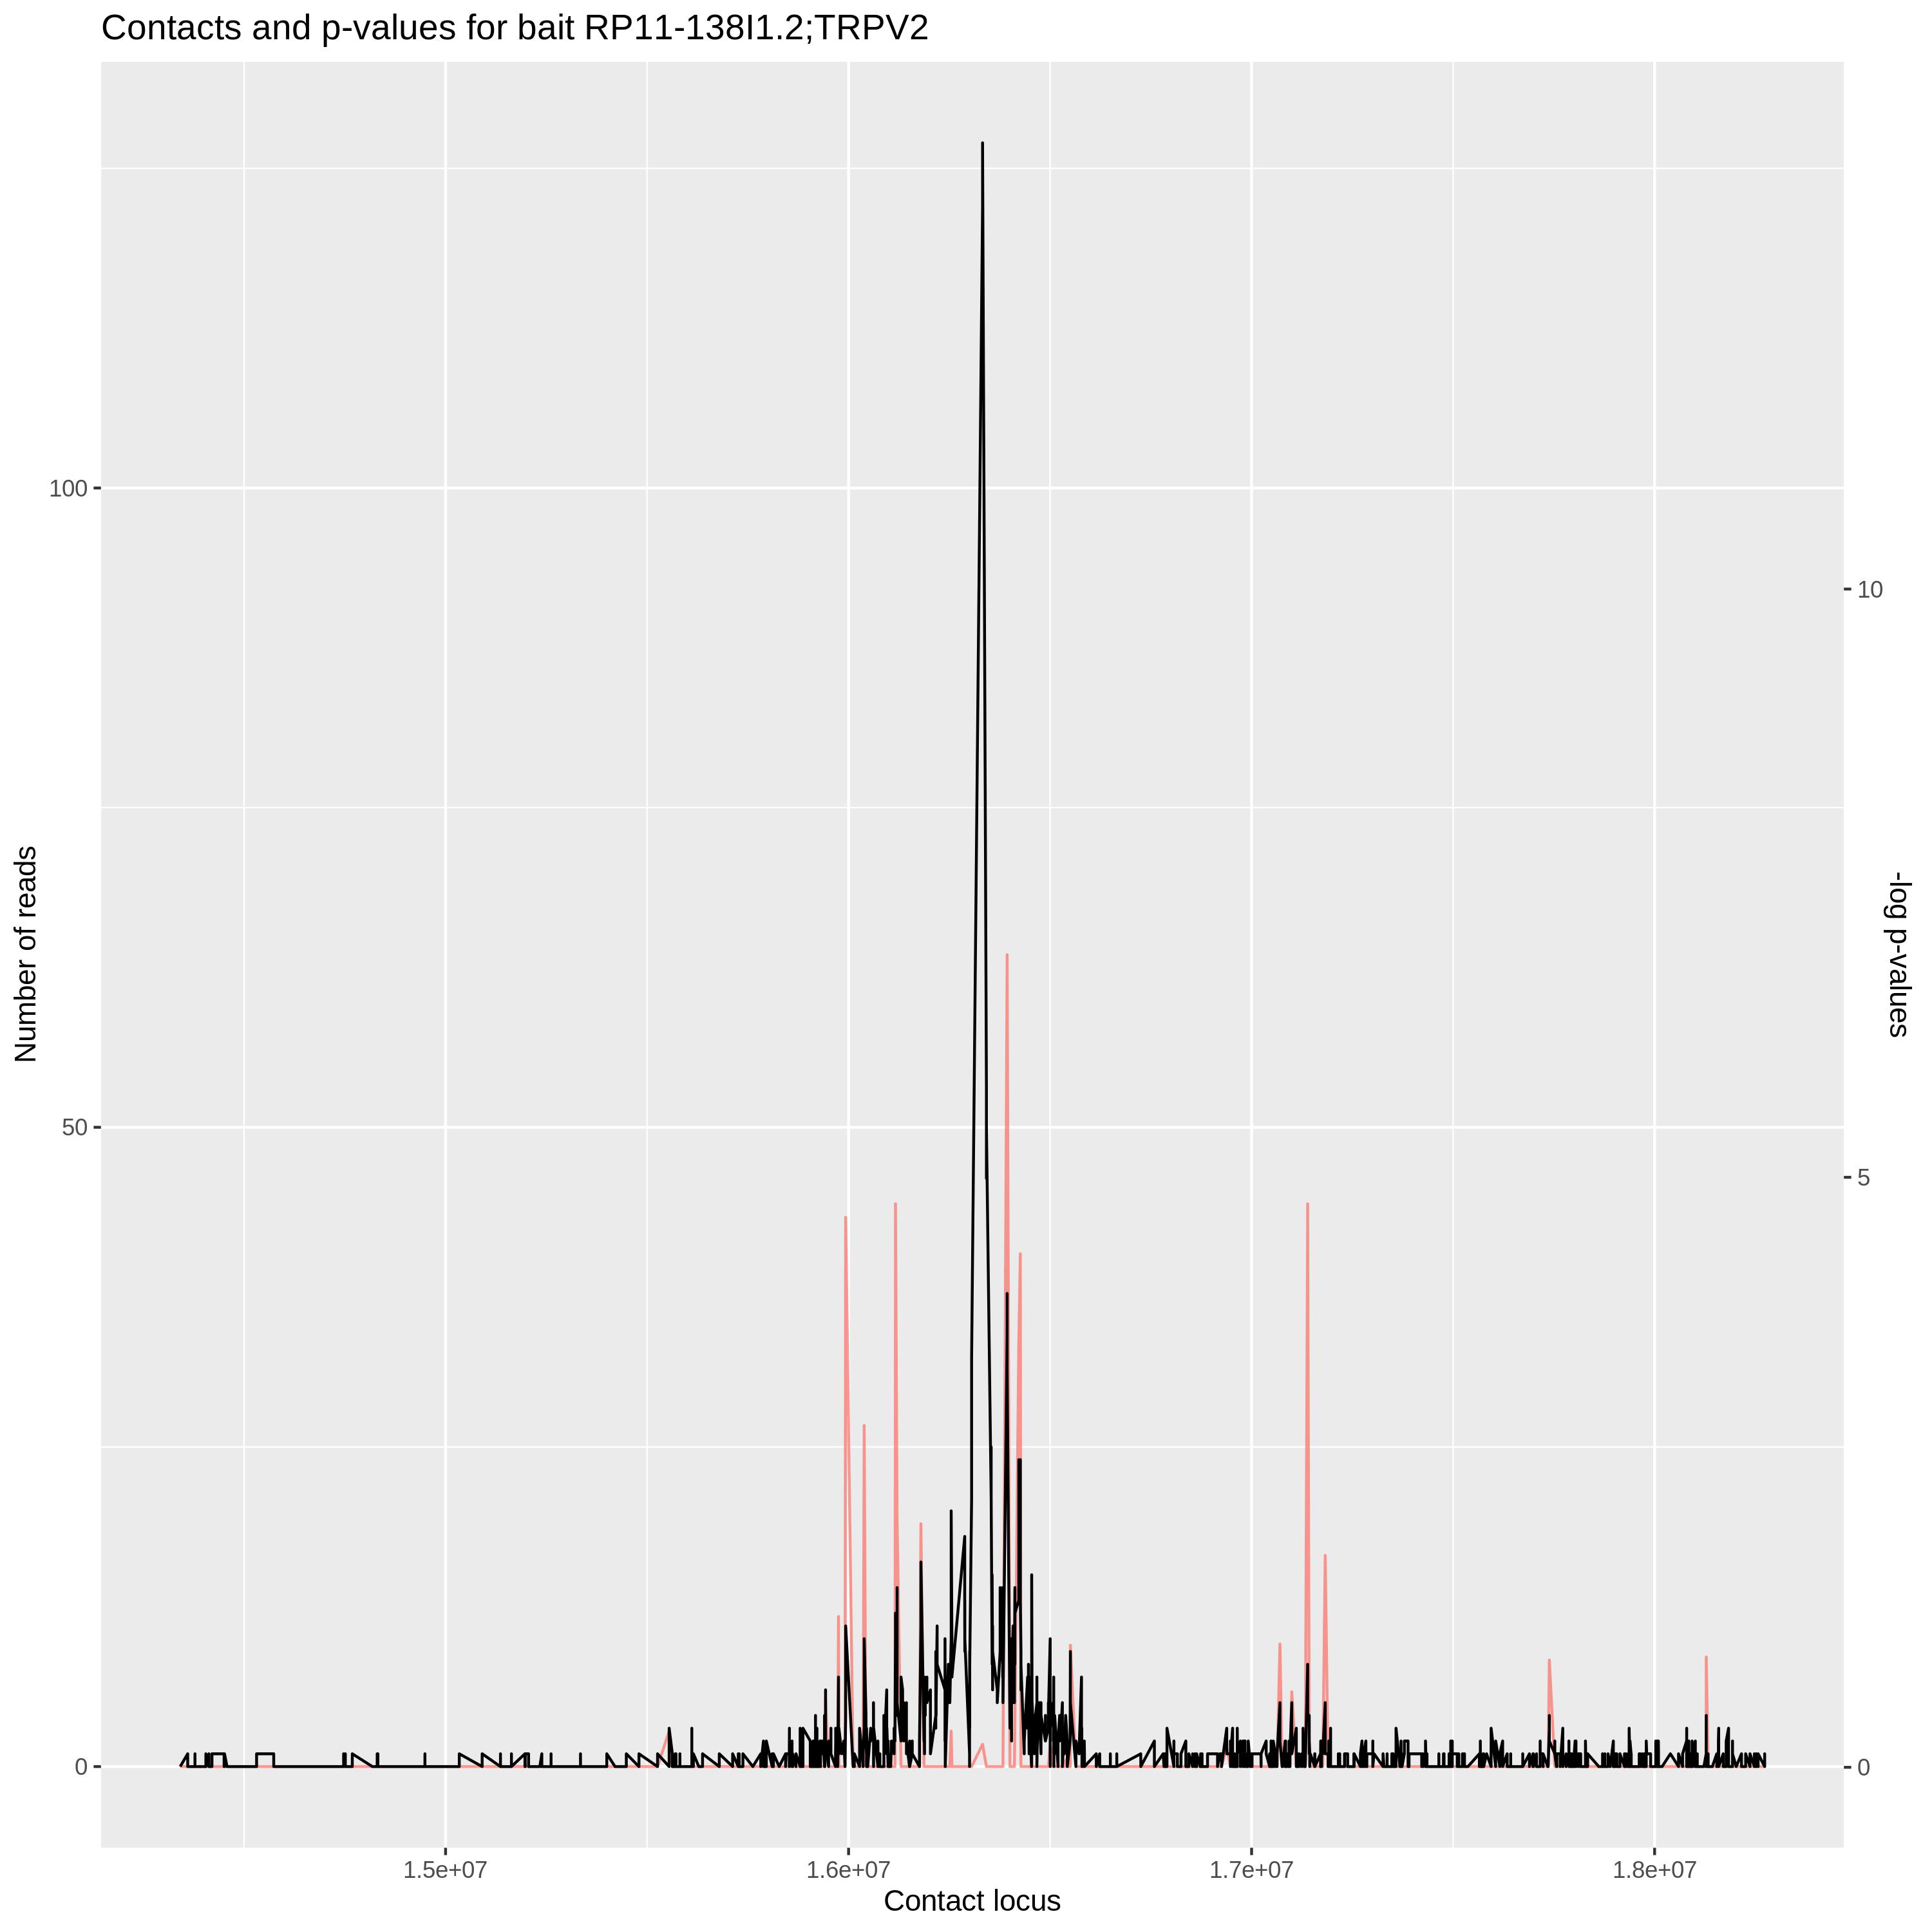 Contacts and p-values for bait RP11-138I1.2;TRPV2
Number of reads
100
50
0
10
5
0
-log p-values
1.5e+07
1.6e+07
1.7e+07
1.8e+07
Contact locus